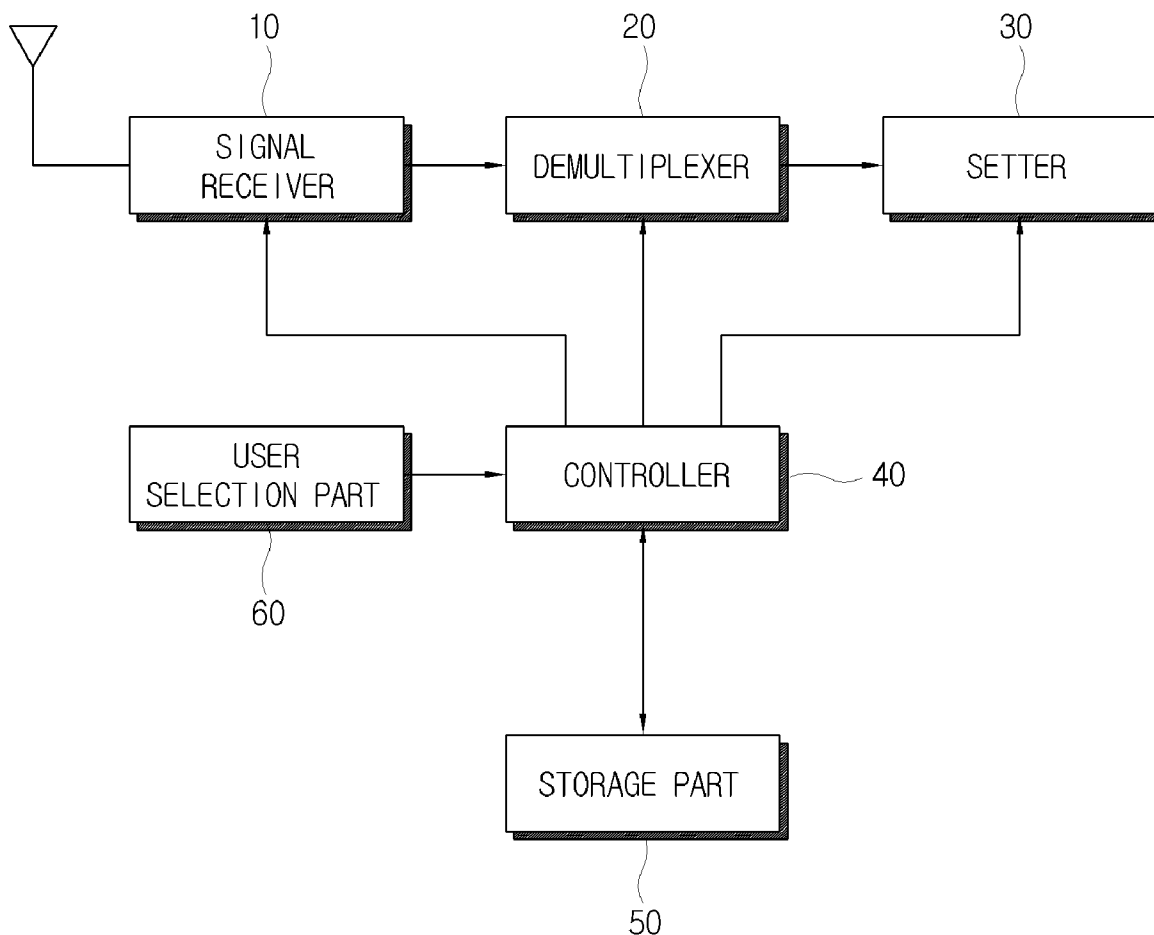 10
20
30
SIGNAL
RECEIVER
DEMULTIPLEXER
SETTER
USER
SELECTION PART
CONTROLLER
40
60
STORAGE PART
50